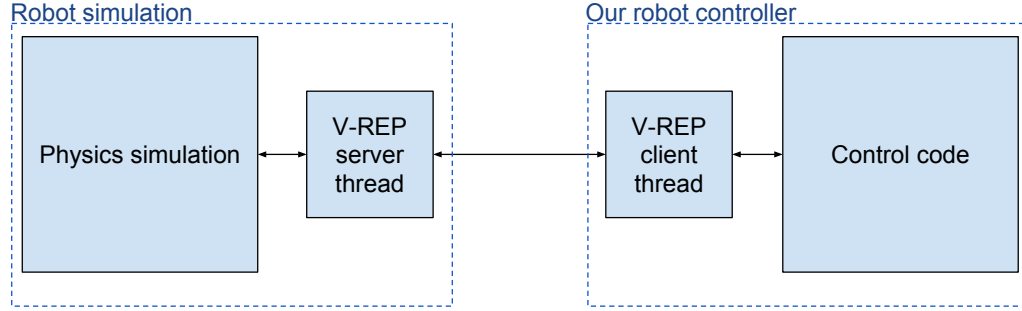 Robot simulation
Our robot controller
Physics simulation
V-REP
server
thread
V-REP
client
thread
Control code